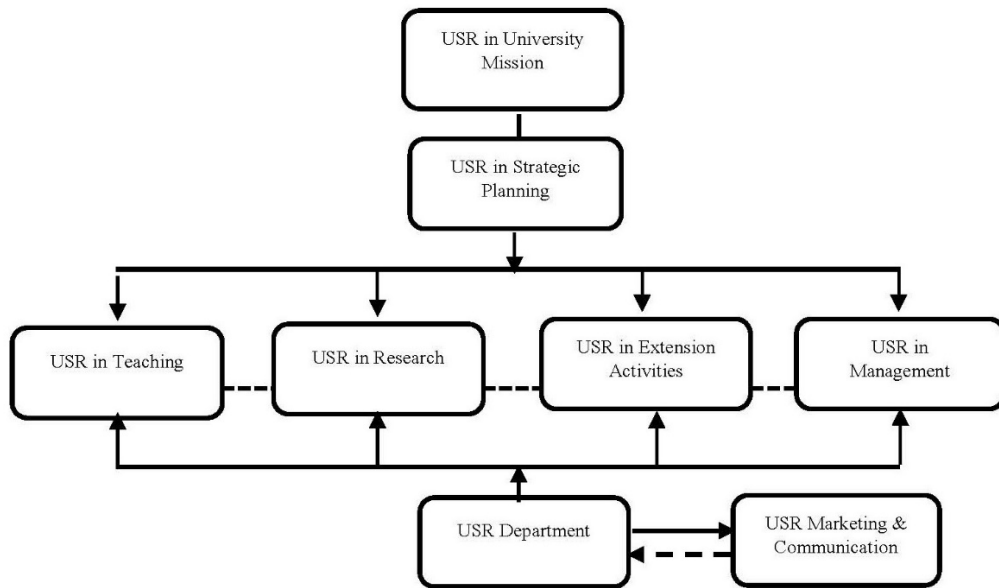 USR in University
Mission
USR in Strategic
Planning
USR in Teaching
USR in Research
USR in Extension
Activities
USR in
Management
USR Department
USR Marketing &
Communication